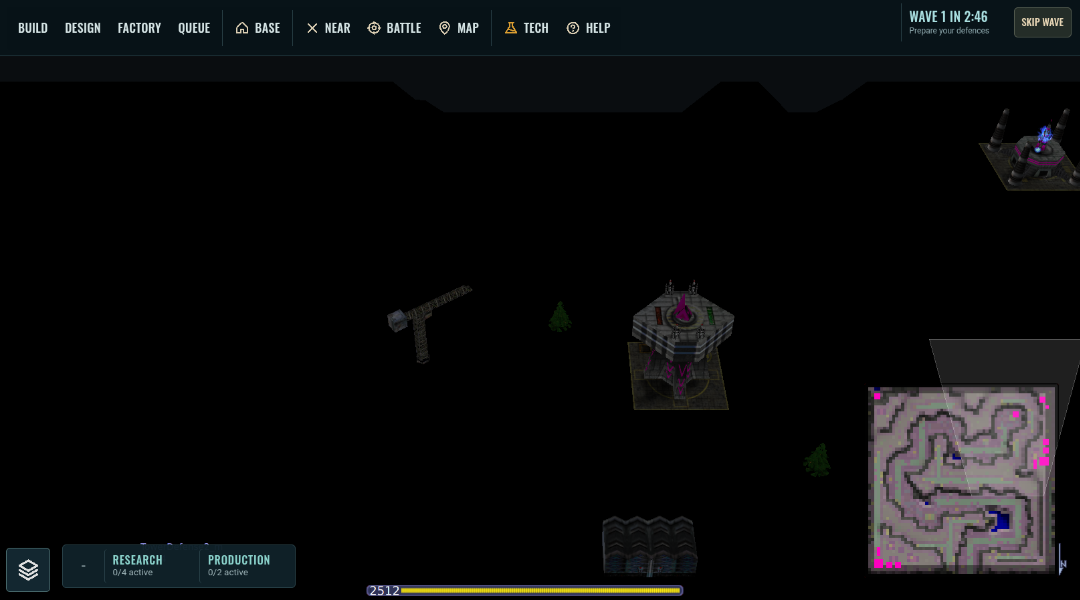 BUILD DESIGN FACTORY QUEUE BASE NEAR BATTLE MAP TECH HELP
WAVE 1 IN 2:46
Prepare your defences
SKIP WAVE
N
-
RESEARCH
0/4 active
PRODUCTION
0/2 active
2512